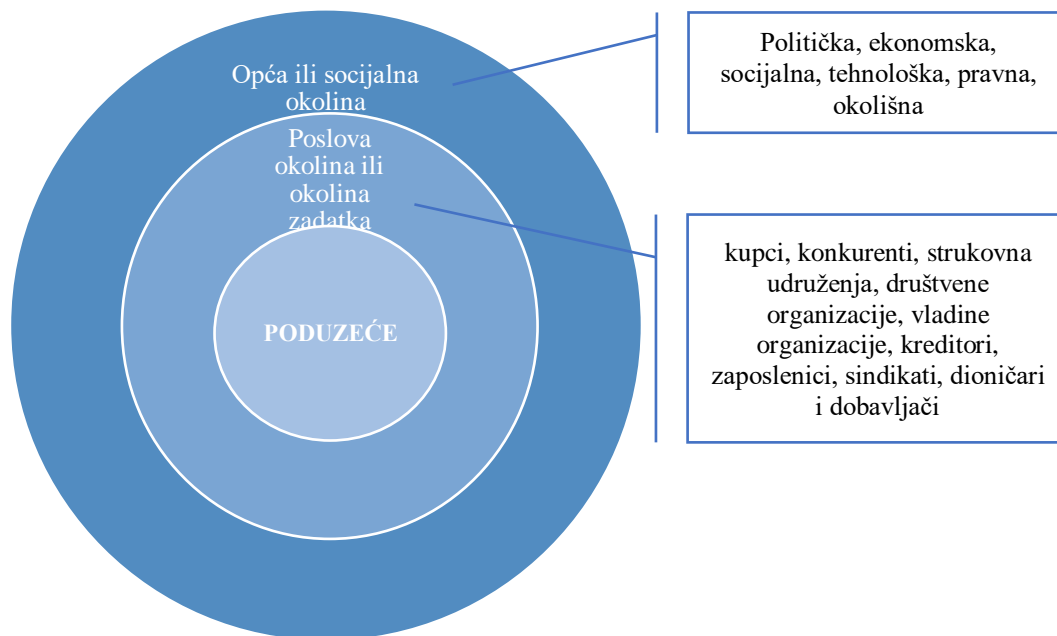 Opća ili socijalna
okolina
Poslova
okolina ili
okolina
zadatka
PODUZEĆE
Politička, ekonomska,
socijalna, tehnološka, pravna,
okolišna
kupci, konkurenti, strukovna
udruženja, društvene
organizacije, vladine
organizacije, kreditori,
zaposlenici, sindikati, dioničari
i dobavljači